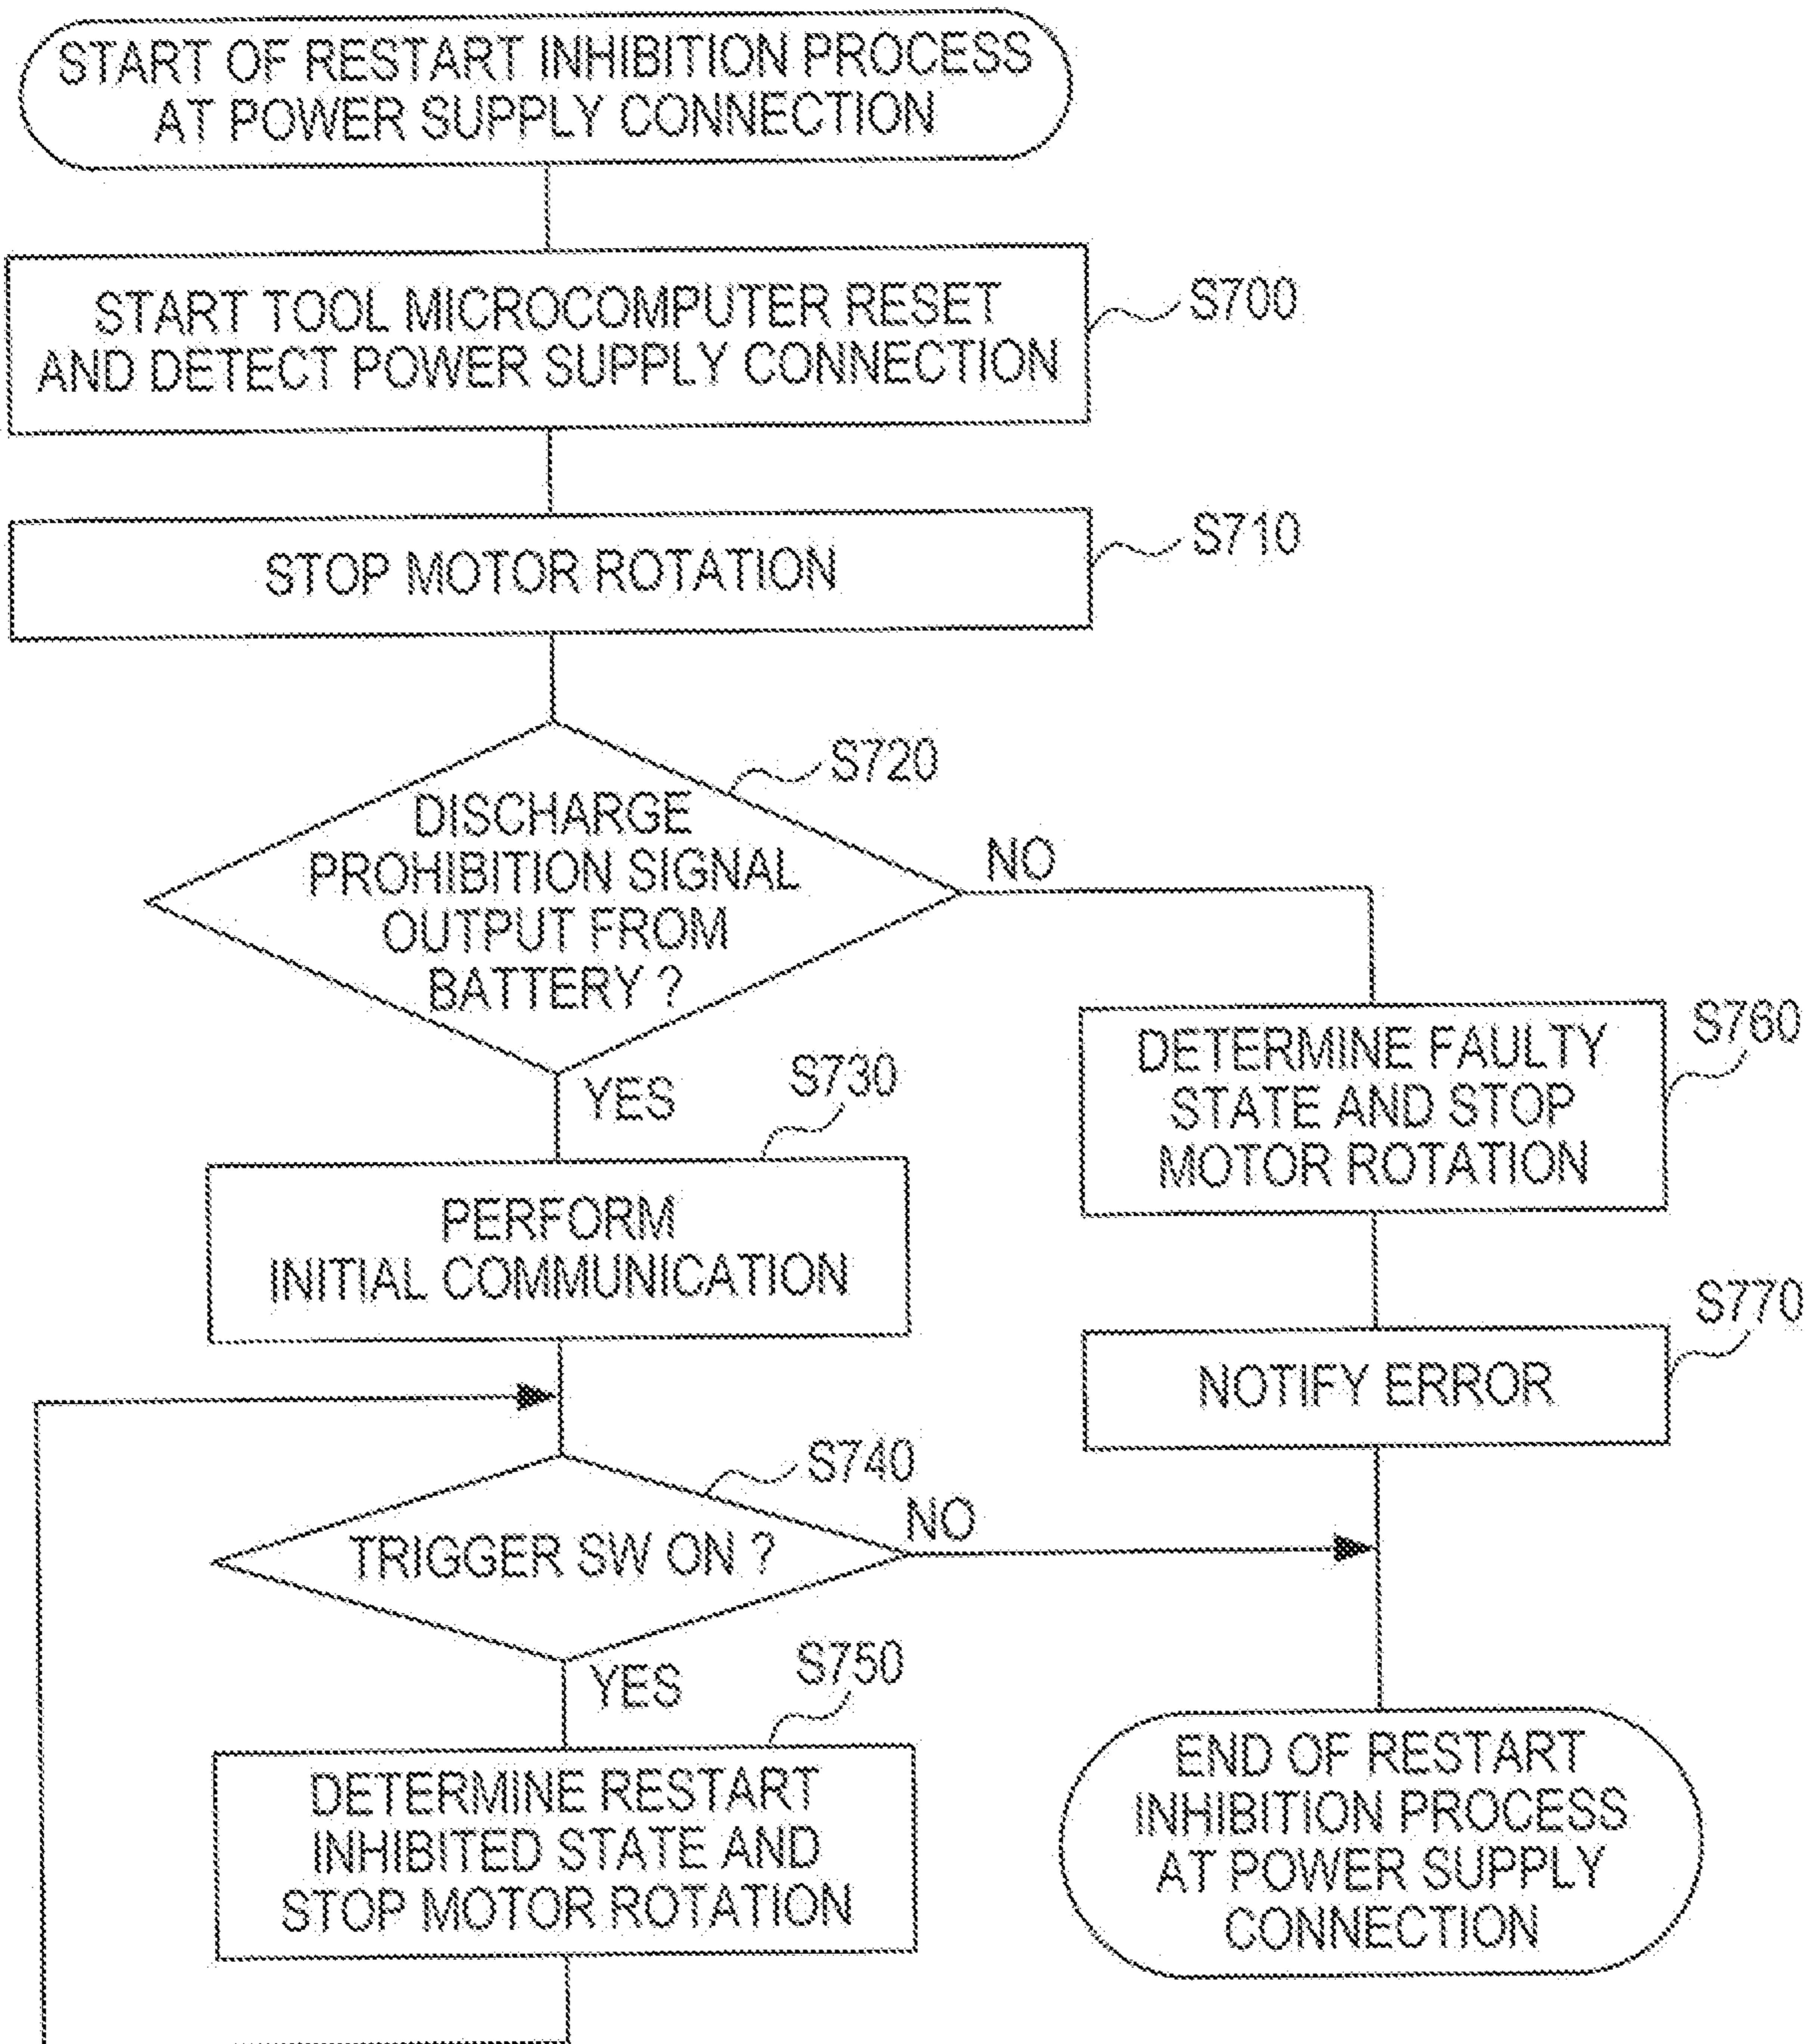 START OF RESTART INHIBITION PROCESS
AT POWER SUPPLY CONNECTION
START TOOL MICROCOMPUTER RESET
AND DETECT POWER SUPPLY CONNECTION
S700
STOP MOTOR ROTATION
S710
S720
DISCHARGE
PROHIBITION SIGNAL
OUTPUT FROM
BATTERY ?
NO
YES
S730
PERFORM
INITIAL COMMUNICATION
S760
DETERMINE FAULTY
STATE AND STOP
MOTOR ROTATION
S770
NOTIFY ERROR
S740
TRIGGER SW ON ?
NO
YES
S750
DETERMINE RESTART
INHIBITED STATE AND
STOP MOTOR ROTATION
END OF RESTART
INHIBITION PROCESS
AT POWER SUPPLY
CONNECTION